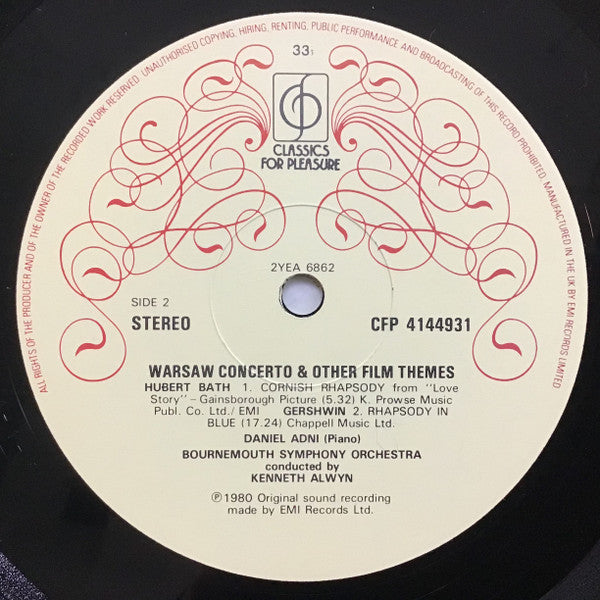 ALL RIGHTS OF THE PRODUCER AND OF THE OWNER OF THE RECORDED WORK RESERVED. UNAUTHORISED COPYING, HIRING, RENTING, PUBLIC PERFORMANCE AND BROADCASTING OF THIS RECORD PROHIBITED. MANUFACTURED IN THE UK BY EMI RECORDS LIMITED
33⅓
CLASSICS
FOR PLEASURE
2YEA 6862
SIDE 2
STEREO CFP 4144931
WARSAW CONCERTO & OTHER FILM THEMES
HUBERT BATH 1. CORNISH RHAPSODY from "Love
Story" – Gainsborough Picture (5.32) K. Prowse Music
Publ. Co. Ltd./ EMI GERSHWIN 2. RHAPSODY IN
BLUE (17.24) Chappell Music Ltd.
DANIEL ADNI (Piano)
BOURNEMOUTH SYMPHONY ORCHESTRA
conducted by
KENNETH ALWYN
℗ 1980 Original sound recording
made by EMI Records Ltd.